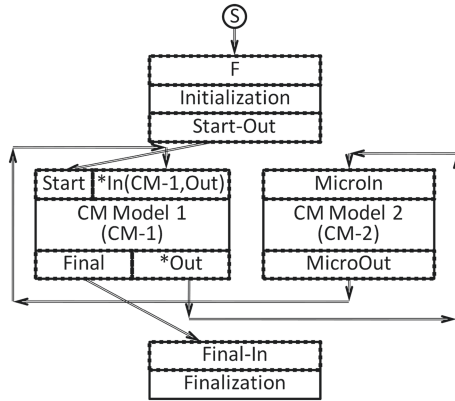 S
F
Initialization
Start-Out
Start *In(CM-1,Out)
CM Model 1
(CM-1)
Final *Out
MicroIn
CM Model 2
(CM-2)
MicroOut
Final-In
Finalization